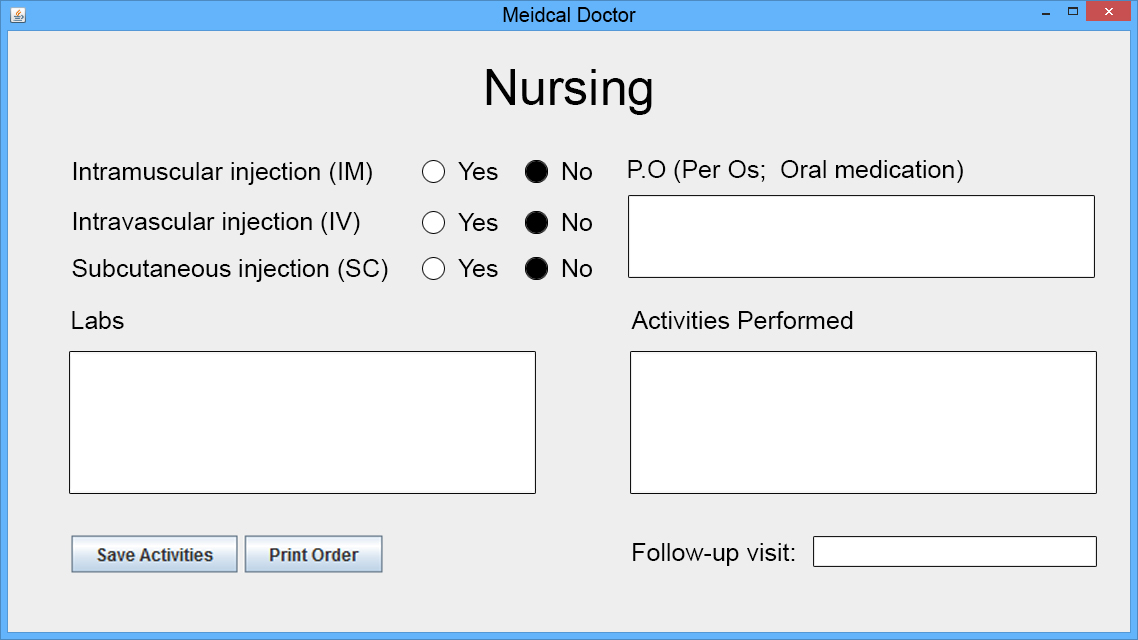 Meidcal Doctor
Nursing
Intramuscular injection (IM) Yes No
Intravascular injection (IV) Yes No
Subcutaneous injection (SC) Yes No
P.O (Per Os;  Oral medication)
Labs
Activities Performed
Save Activities Print Order
Follow-up visit: